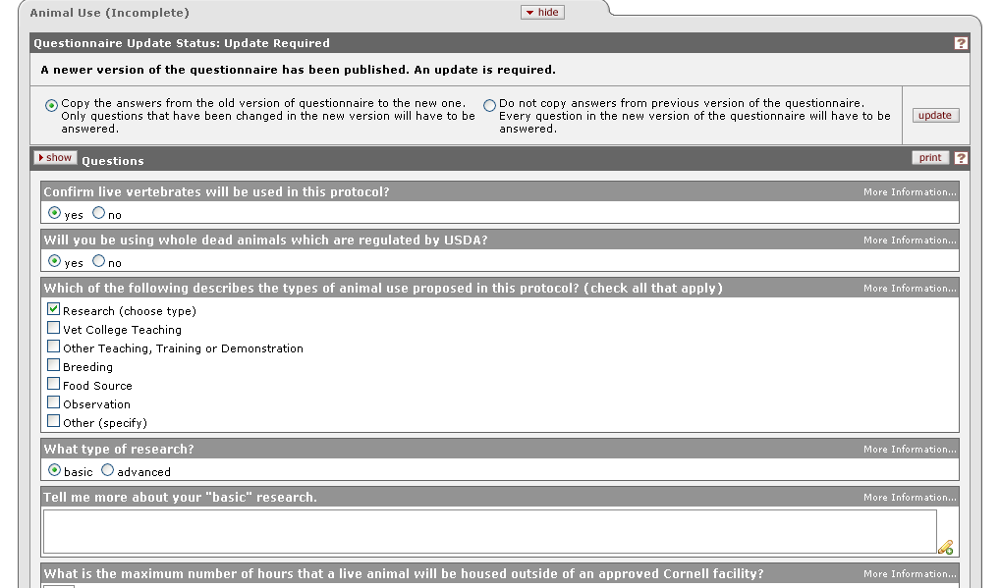 Animal Use (Incomplete)
hide
Questionnaire Update Status: Update Required
?
A newer version of the questionnaire has been published. An update is required.
Copy the answers from the old version of questionnaire to the new one.
Only questions that have been changed in the new version will have to be
answered.
Do not copy answers from previous version of the questionnaire.
Every question in the new version of the questionnaire will have to be
answered.
update
show
Questions
print
?
Confirm live vertebrates will be used in this protocol?
More Information...
yes no
Will you be using whole dead animals which are regulated by USDA?
More Information...
yes no
Which of the following describes the types of animal use proposed in this protocol? (check all that apply)
More Information...
Research (choose type)
Vet College Teaching
Other Teaching, Training or Demonstration
Breeding
Food Source
Observation
Other (specify)
What type of research?
More Information...
basic advanced
Tell me more about your "basic" research.
More Information...
What is the maximum number of hours that a live animal will be housed outside of an approved Cornell facility?
More Information...